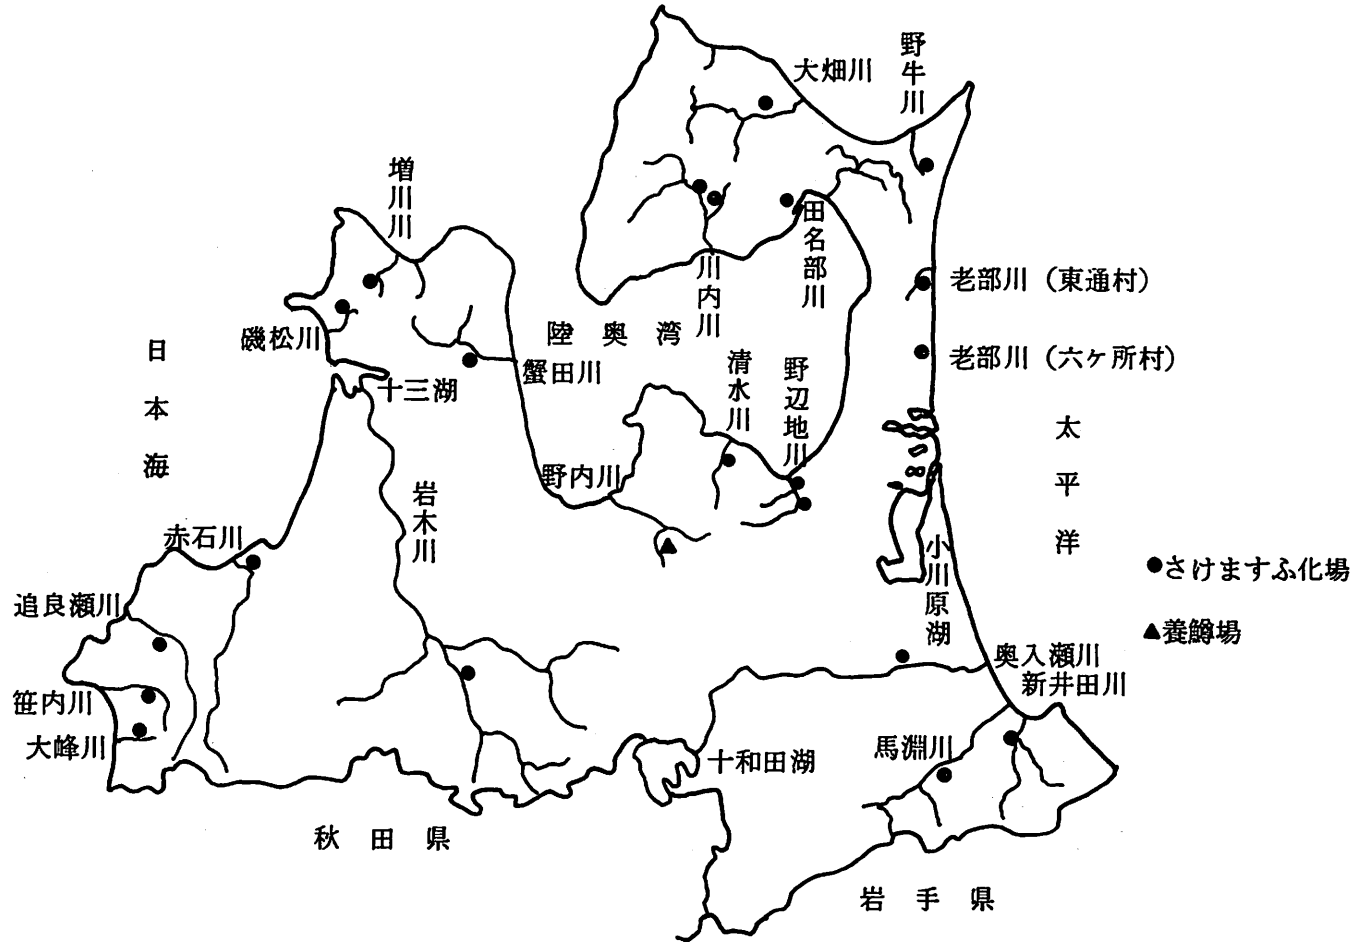 大畑川
野牛川
増川川
田名部川
川内川
老部川（東通村）
陸奥湾
磯松川
日本海
清水川
野辺地川
老部川（六ヶ所村）
蟹田川
十三湖
太平洋
野内川
岩木川
赤石川
小川原湖
●さけますふ化場
追良瀬川
▲養鱒場
奥入瀬川
新井田川
笹内川
大峰川
馬淵川
十和田湖
秋田県
岩手県